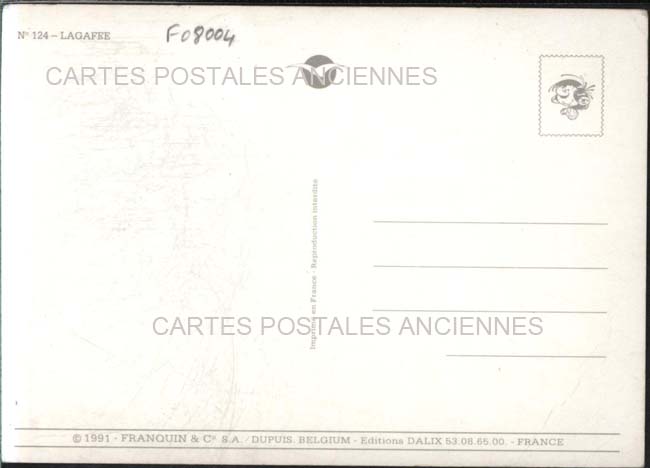 N° 124 – LAGAFFE
F08004
CARTES POSTALES ANCIENNES
Imprimé en France - Reproduction interdite
CARTES POSTALES ANCIENNES
© 1991 - FRANQUIN & Cie S.A. / DUPUIS. BELGIUM - Editions DALIX 53.08.65.00. - FRANCE